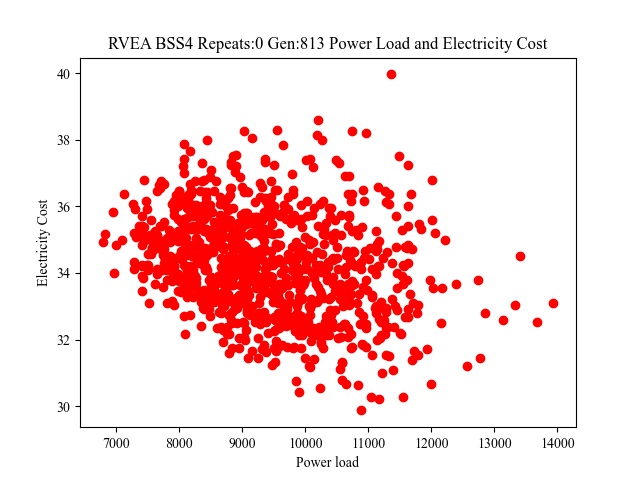 RVEA BSS4 Repeats:0 Gen:813 Power Load and Electricity Cost
40
38
36
34
32
30
Electricity Cost
7000 8000 9000 10000 11000 12000 13000 14000
Power load